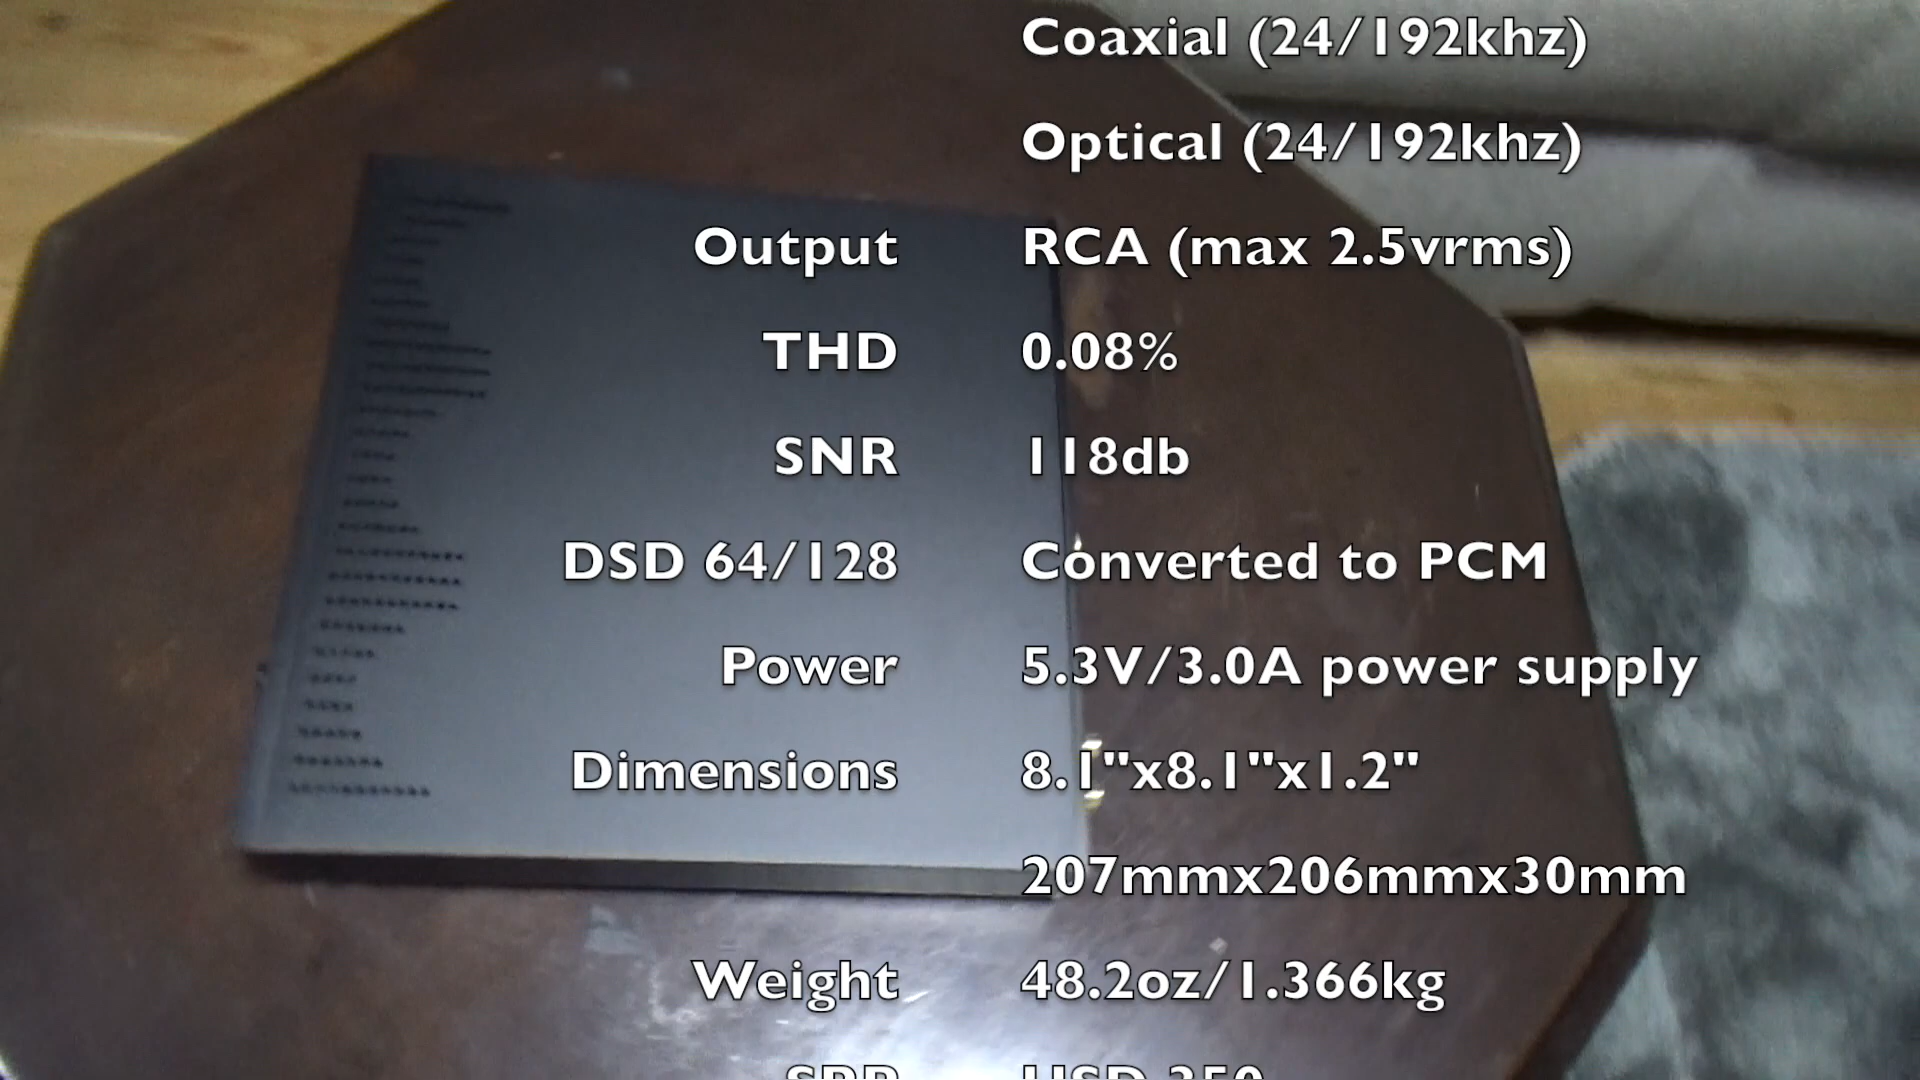 Coaxial (24/192khz)
Optical (24/192khz)
Output RCA (max 2.5vrms)
THD 0.08%
SNR 118db
DSD 64/128 Converted to PCM
Power 5.3V/3.0A power supply
Dimensions 8.1"x8.1"x1.2"
207mmx206mmx30mm
Weight 48.2oz/1.366kg
USD 350